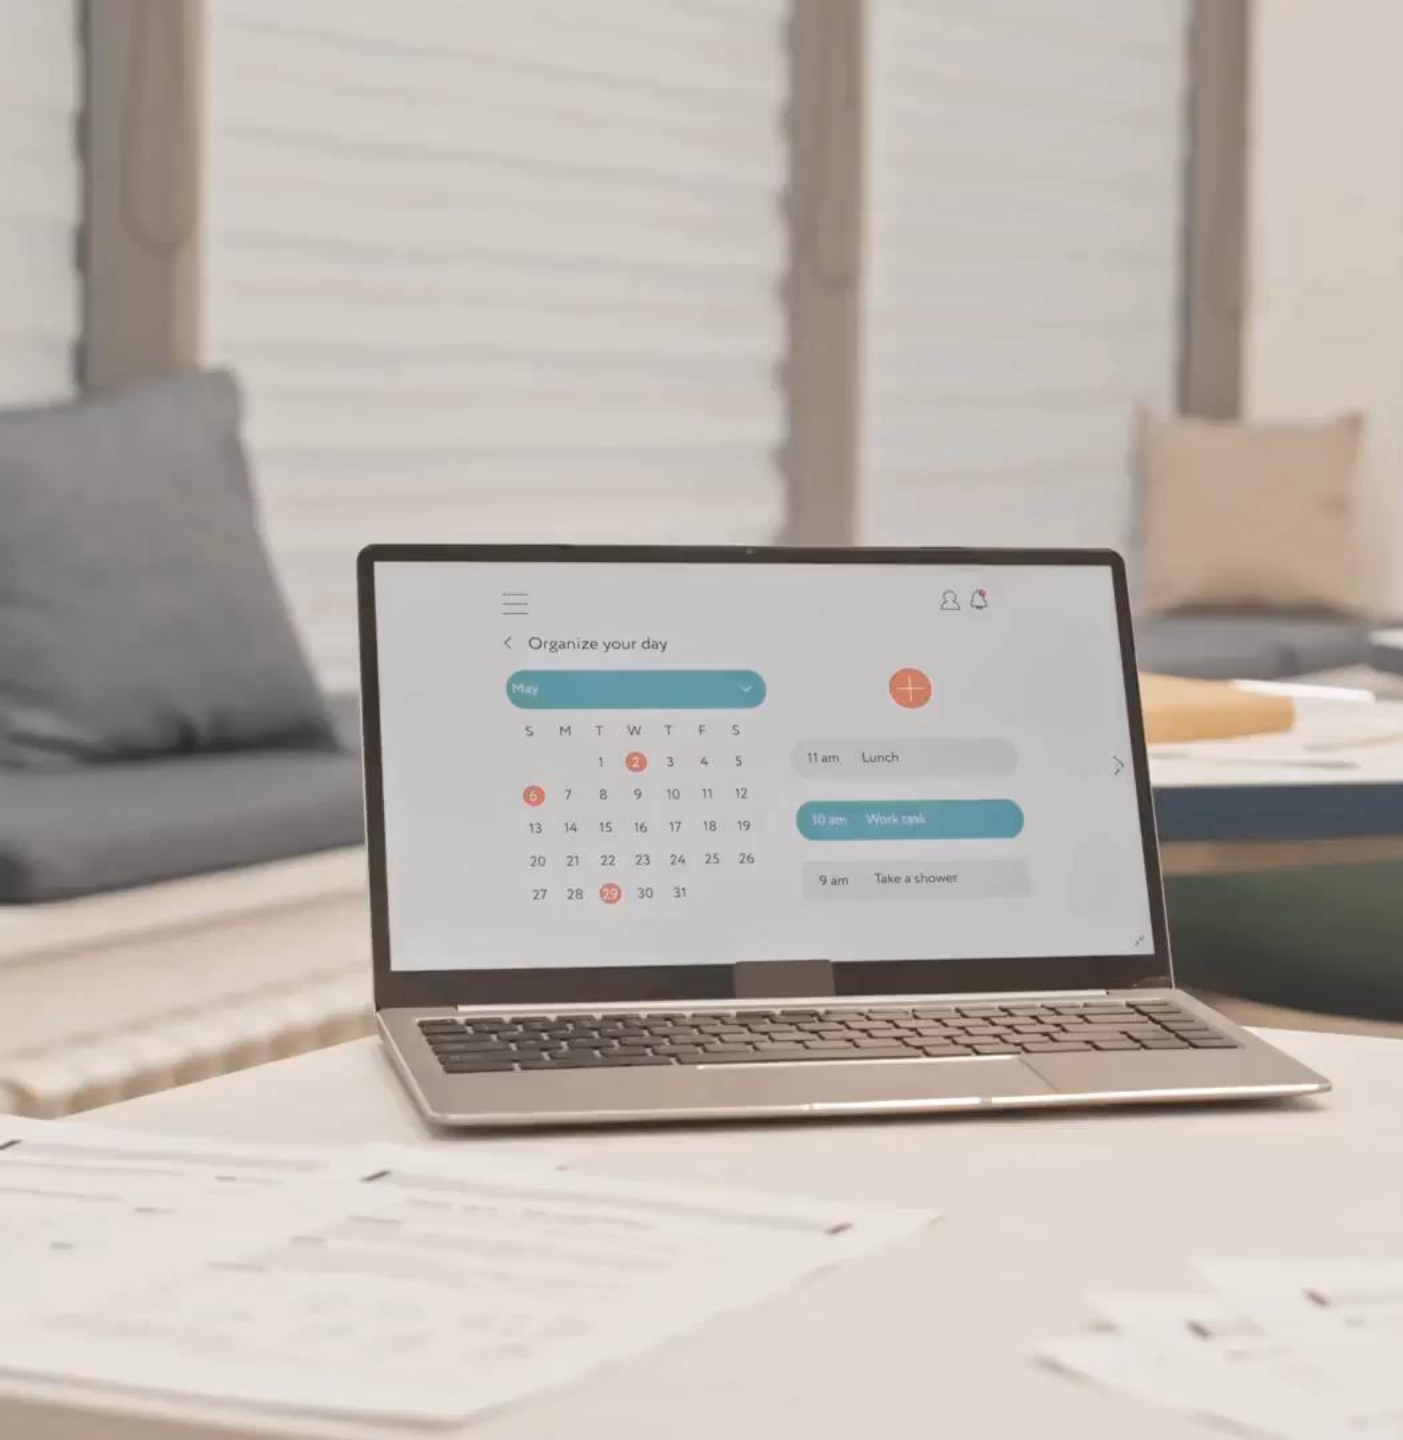 Organize your day
May
S M T W T F S
1 2 3 4 5
6 7 8 9 10 11 12
13 14 15 16 17 18 19
20 21 22 23 24 25 26
27 28 29 30 31
11 am Lunch
10 am Work task
9 am Take a shower